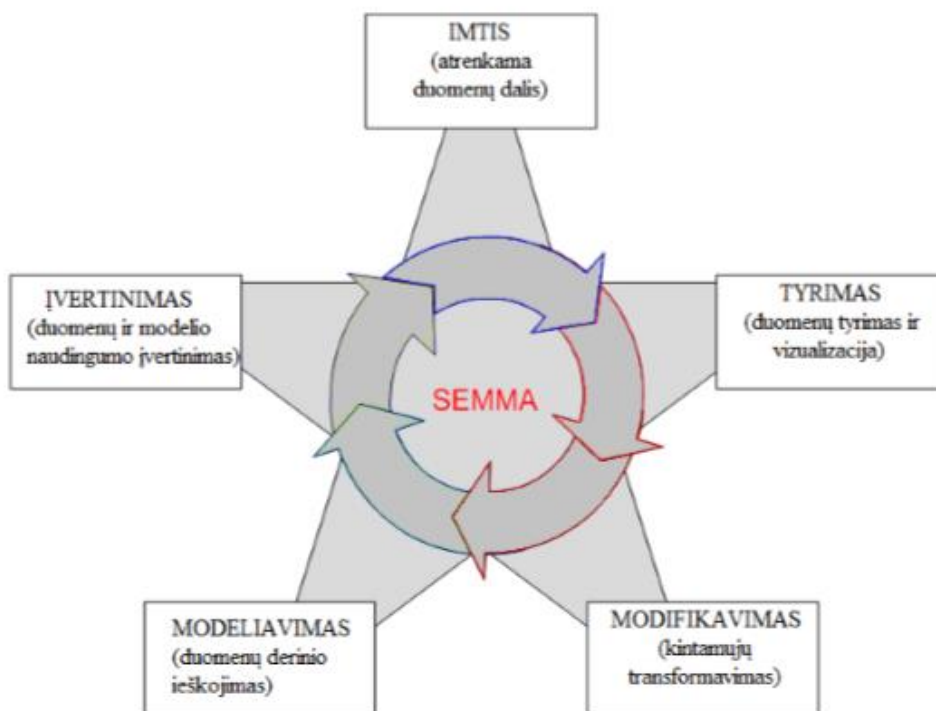 IMTIS
(atrenkama
duomenų dalis)
ĮVERTINIMAS
(duomenų ir modelio
naudingumo įvertinimas)
TYRIMAS
(duomenų tyrimas ir
vizualizacija)
SEMMA
MODELIAVIMAS
(duomenų derinio
ieškojimas)
MODIFIKAVIMAS
(kintamųjų
transformavimas)